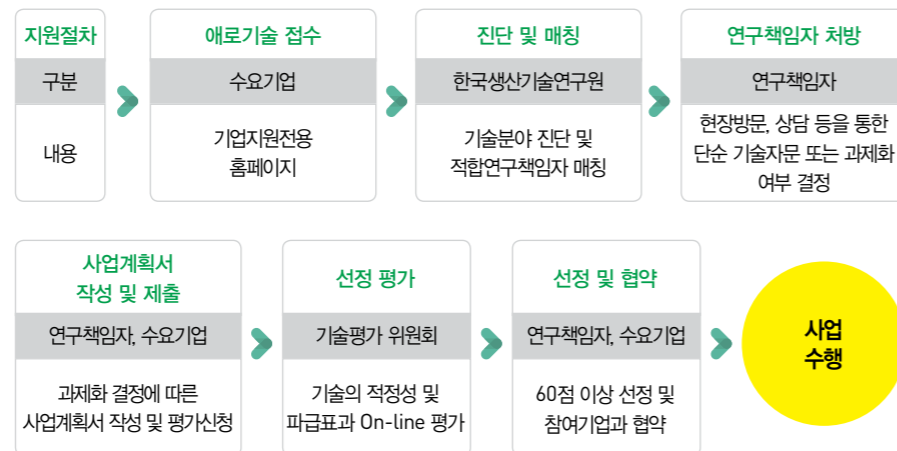 지원절차
구분
내용
애로기술 접수
수요기업
기업지원전용
홈페이지
진단 및 매칭
한국생산기술연구원
기술분야 진단 및
적합연구책임자 매칭
연구책임자 처방
연구책임자
현장방문, 상담 등을 통한
단순 기술자문 또는 과제화
여부 결정
사업계획서
작성 및 제출
연구책임자, 수요기업
과제화 결정에 따른
사업계획서 작성 및 평가신청
선정 평가
기술평가 위원회
기술의 적정성 및
파급표과 On-line 평가
선정 및 협약
연구책임자, 수요기업
60점 이상 선정 및
참여기업과 협약
사업
수행